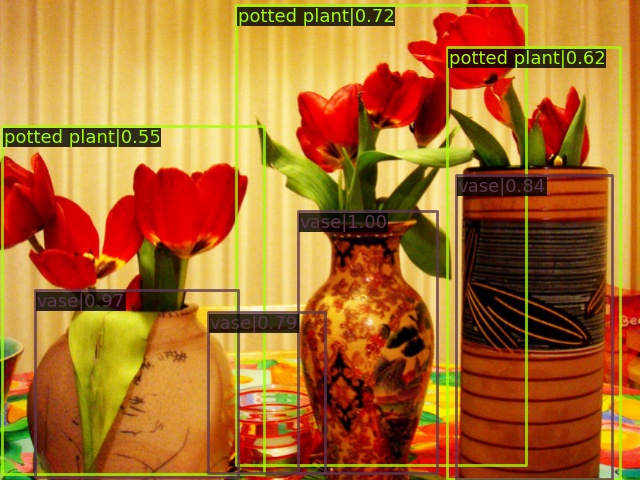 potted plant|0.72
potted plant|0.62
potted plant|0.55
vase|0.84
vase|1.00
vase|0.97
vase|0.79
Bee